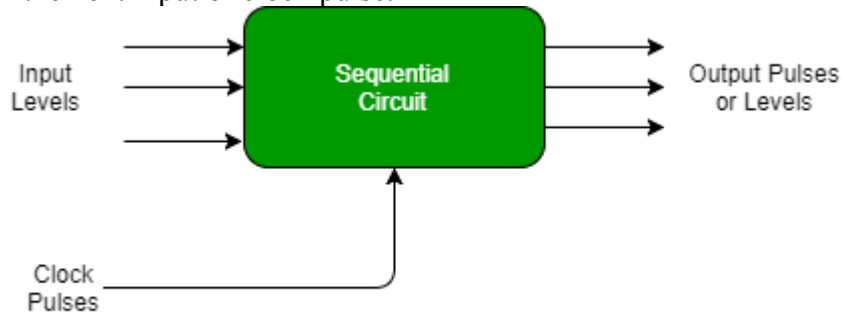 Input
Levels
Sequential
Circuit
Output Pulses
or Levels
Clock
Pulses